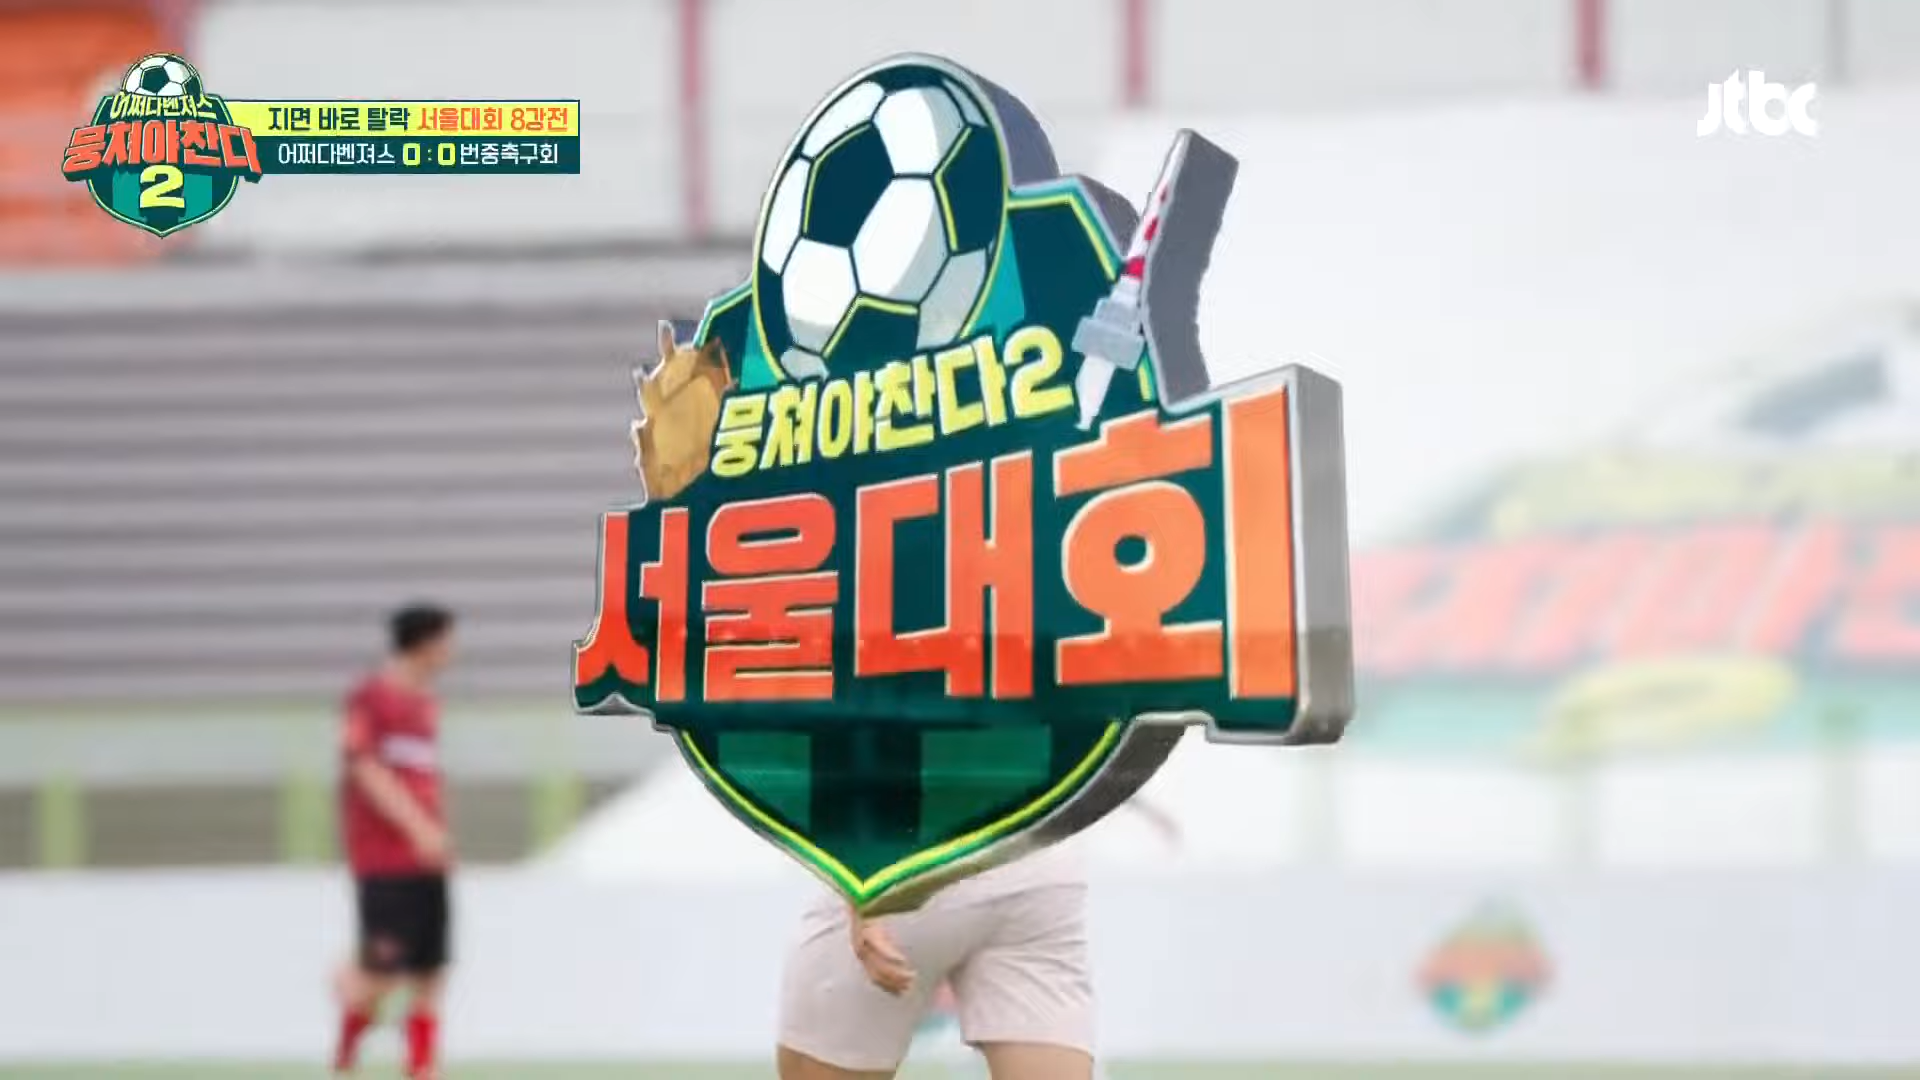 어쩌다벤져스
뭉쳐야찬다
2
지면 바로 탈락 서울대회 8강전
어쩌다벤져스 0 : 0 번중축구회
jtbc
뭉쳐야찬다2
서울대회